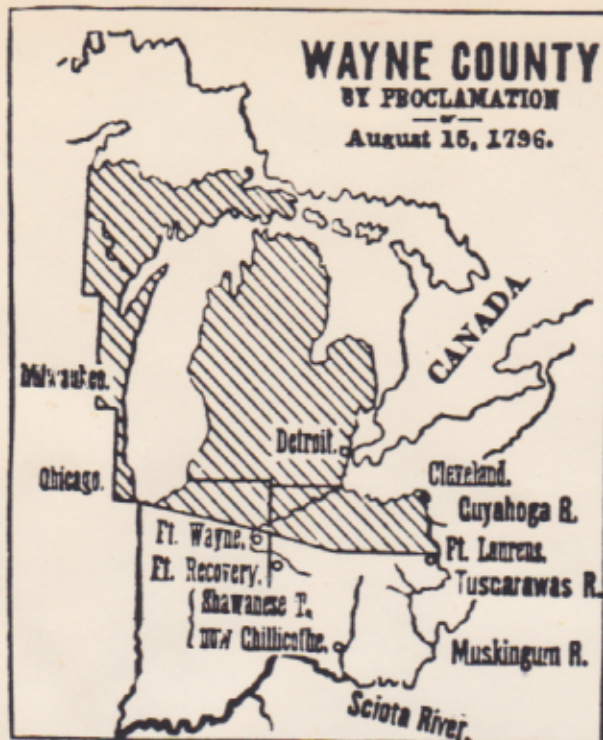 WAYNE COUNTY
BY PROCLAMATION
OF
August 15, 1796.
CANADA
Milwaukee.
Detroit.
Chicago.
Cleveland.
Cuyahoga R.
Ft. Wayne.
Ft. Laurens.
Ft. Recovery.
Tuscarawas R.
Shawanese T.
now Chillicothe.
Muskingum R.
Sciota River.